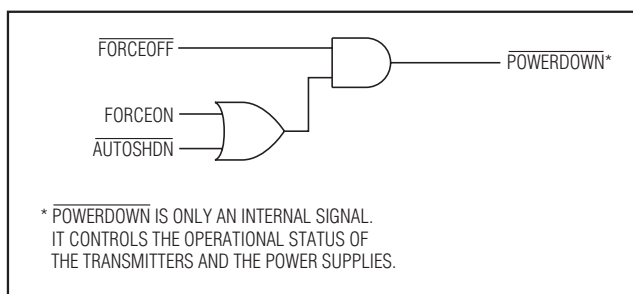 FORCEOFF
POWERDOWN*
FORCEON
AUTOSHDN
* POWERDOWN IS ONLY AN INTERNAL SIGNAL.
IT CONTROLS THE OPERATIONAL STATUS OF
THE TRANSMITTERS AND THE POWER SUPPLIES.